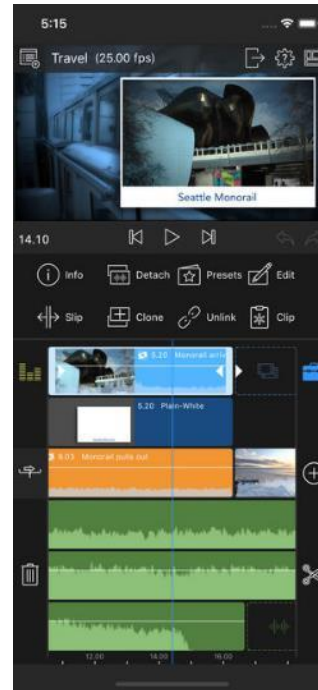 5:15
Travel (25.00 fps)
Seattle Monorail
14.10
Info
Detach
Presets
Edit
Slip
Clone
Unlink
Clip
5.20 Monorail arriv
5.20 Plain-White
6.03 Monorail pulls out
12.00 14.00 16.00